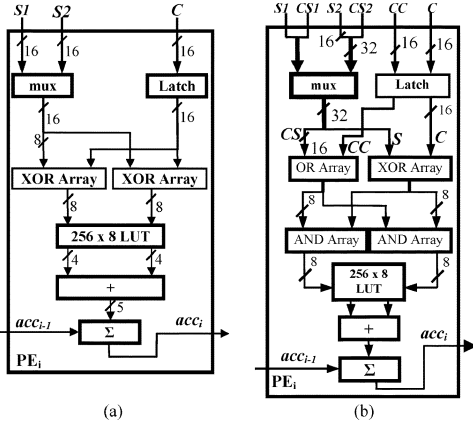 S1 S2 C
16 16 16
mux Latch
16 16
8
XOR Array XOR Array
8 8
256 x 8 LUT
4 4
+
5
acci-1 Σ acci
PEi
(a)
S1 CS1 S2 CS2 CC C
16 32 16 16
mux Latch
32 16
CS 16 CC S C
OR Array XOR Array
8 8
AND Array AND Array
8 8
256 x 8
LUT
+
acci-1 Σ acci
PEi
(b)